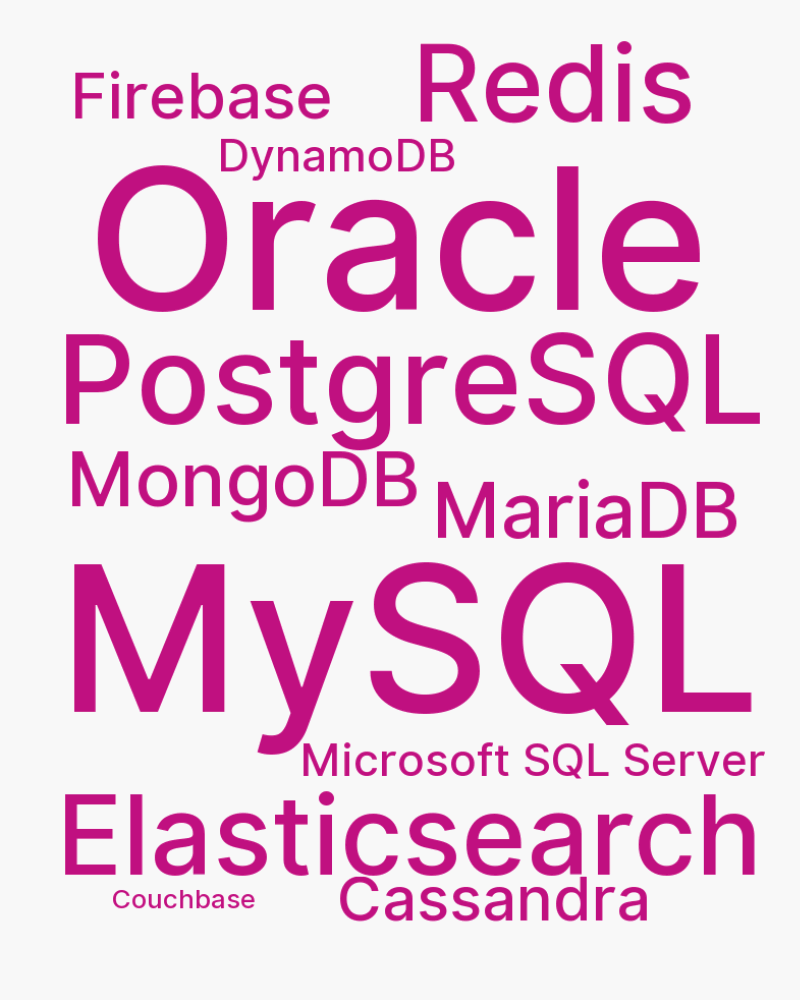 Firebase
Redis
DynamoDB
Oracle
PostgreSQL
MongoDB
MariaDB
MySQL
Microsoft SQL Server
Elasticsearch
Couchbase
Cassandra